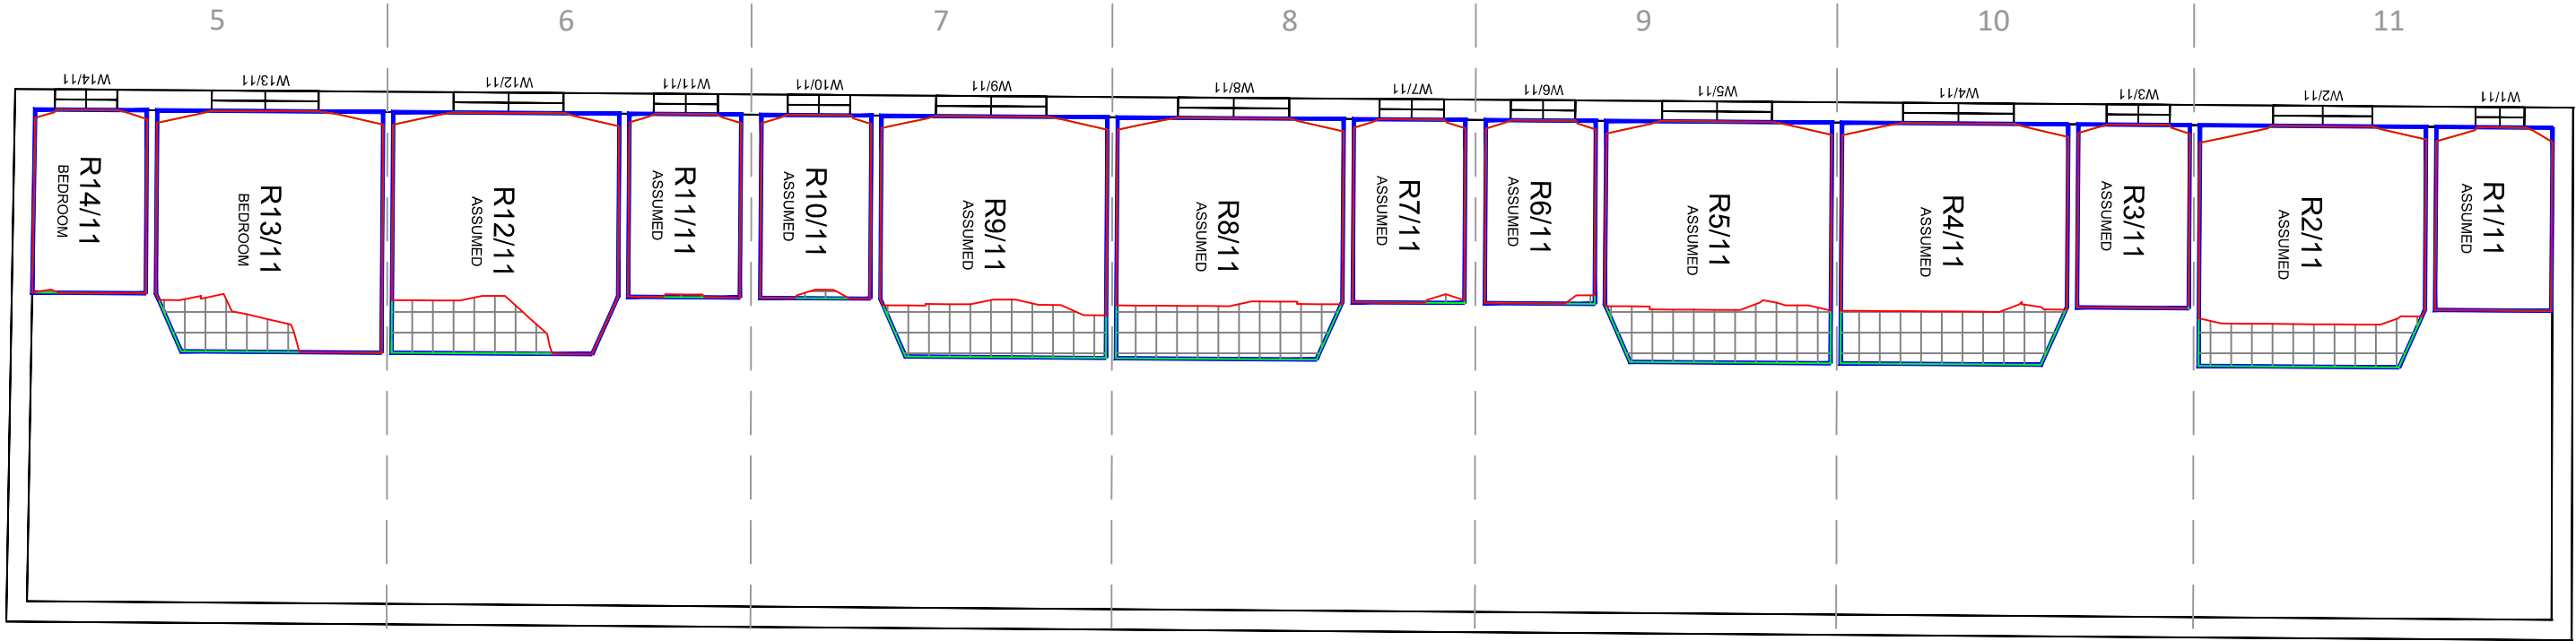 5 6 7 8 9 10 11
W14/11 W13/11 W12/11 W11/11 W10/11 W9/11 W8/11 W7/11 W6/11 W5/11 W4/11 W3/11 W2/11 W1/11
R14/11
BEDROOM
R13/11
BEDROOM
R12/11
ASSUMED
R11/11
ASSUMED
R10/11
ASSUMED
R9/11
ASSUMED
R8/11
ASSUMED
R7/11
ASSUMED
R6/11
ASSUMED
R5/11
ASSUMED
R4/11
ASSUMED
R3/11
ASSUMED
R2/11
ASSUMED
R1/11
ASSUMED